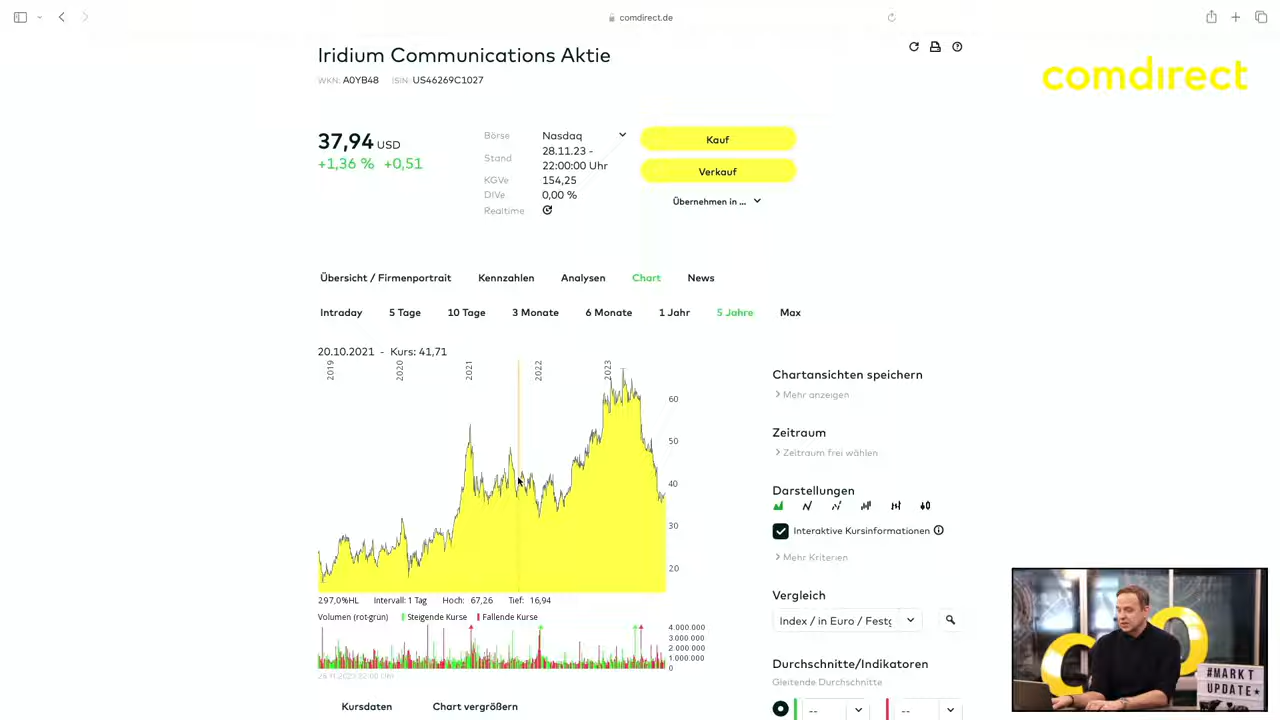 comdirect.de
Iridium Communications Aktie
WKN: A0YB48 ISIN: US46269C1027
comdirect
37,94 USD
+1,36 % +0,51
Börse Nasdaq
Stand 28.11.23 -
22:00:00 Uhr
KGVe 154,25
DIVe 0,00 %
Realtime
Kauf
Verkauf
Übernehmen in ...
Übersicht / Firmenportrait Kennzahlen Analysen Chart News
Intraday 5 Tage 10 Tage 3 Monate 6 Monate 1 Jahr 5 Jahre Max
20.10.2021 - Kurs: 41,71
2019 2020 2021 2022 2023
60
50
40
30
20
297,0%HL Intervall: 1 Tag Hoch: 67,26 Tief: 16,94
Volumen (rot-grün) Steigende Kurse Fallende Kurse
4.000.000
3.000.000
2.000.000
1.000.000
0.000
Kursdaten Chart vergrößern
Chartansichten speichern
Mehr anzeigen
Zeitraum
Zeitraum frei wählen
Darstellungen
Interaktive Kursinformationen
Mehr Kriterien
Vergleich
Index / in Euro / Festg
Durchschnitte/Indikatoren
Gleitende Durchschnitte
-- --
#MARKT
UPDATE